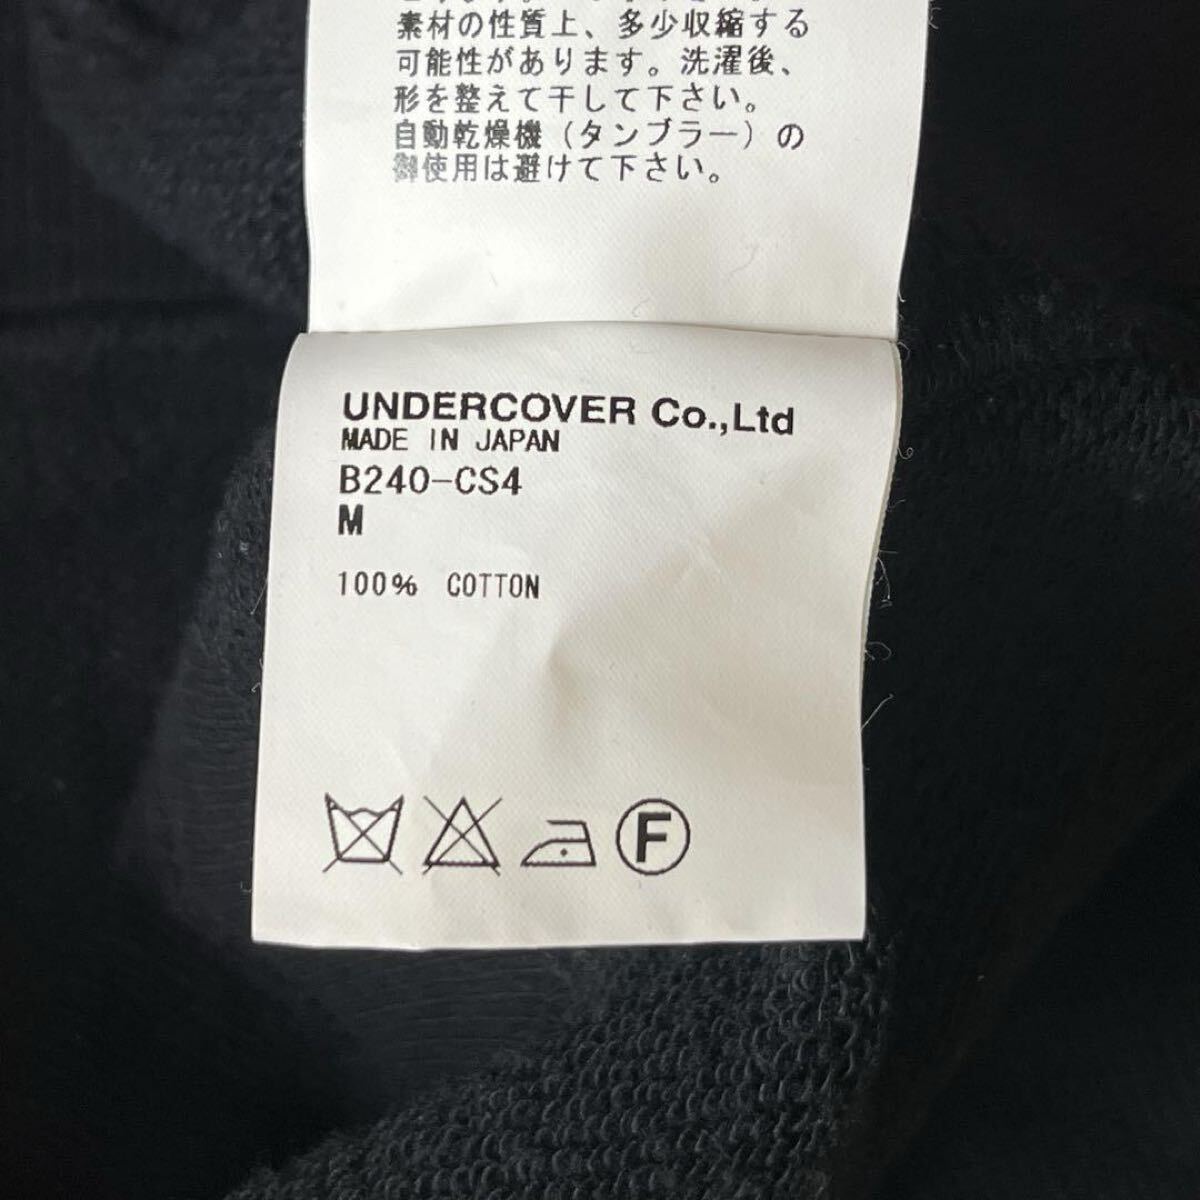 素材の性質上、多少収縮する
可能性があります。洗濯後、
形を整えて干して下さい。
自動乾燥機（タンブラー）の
御使用は避けて下さい。
UNDERCOVER Co.,Ltd
MADE IN JAPAN
B240-CS4
M
100% COTTON
F